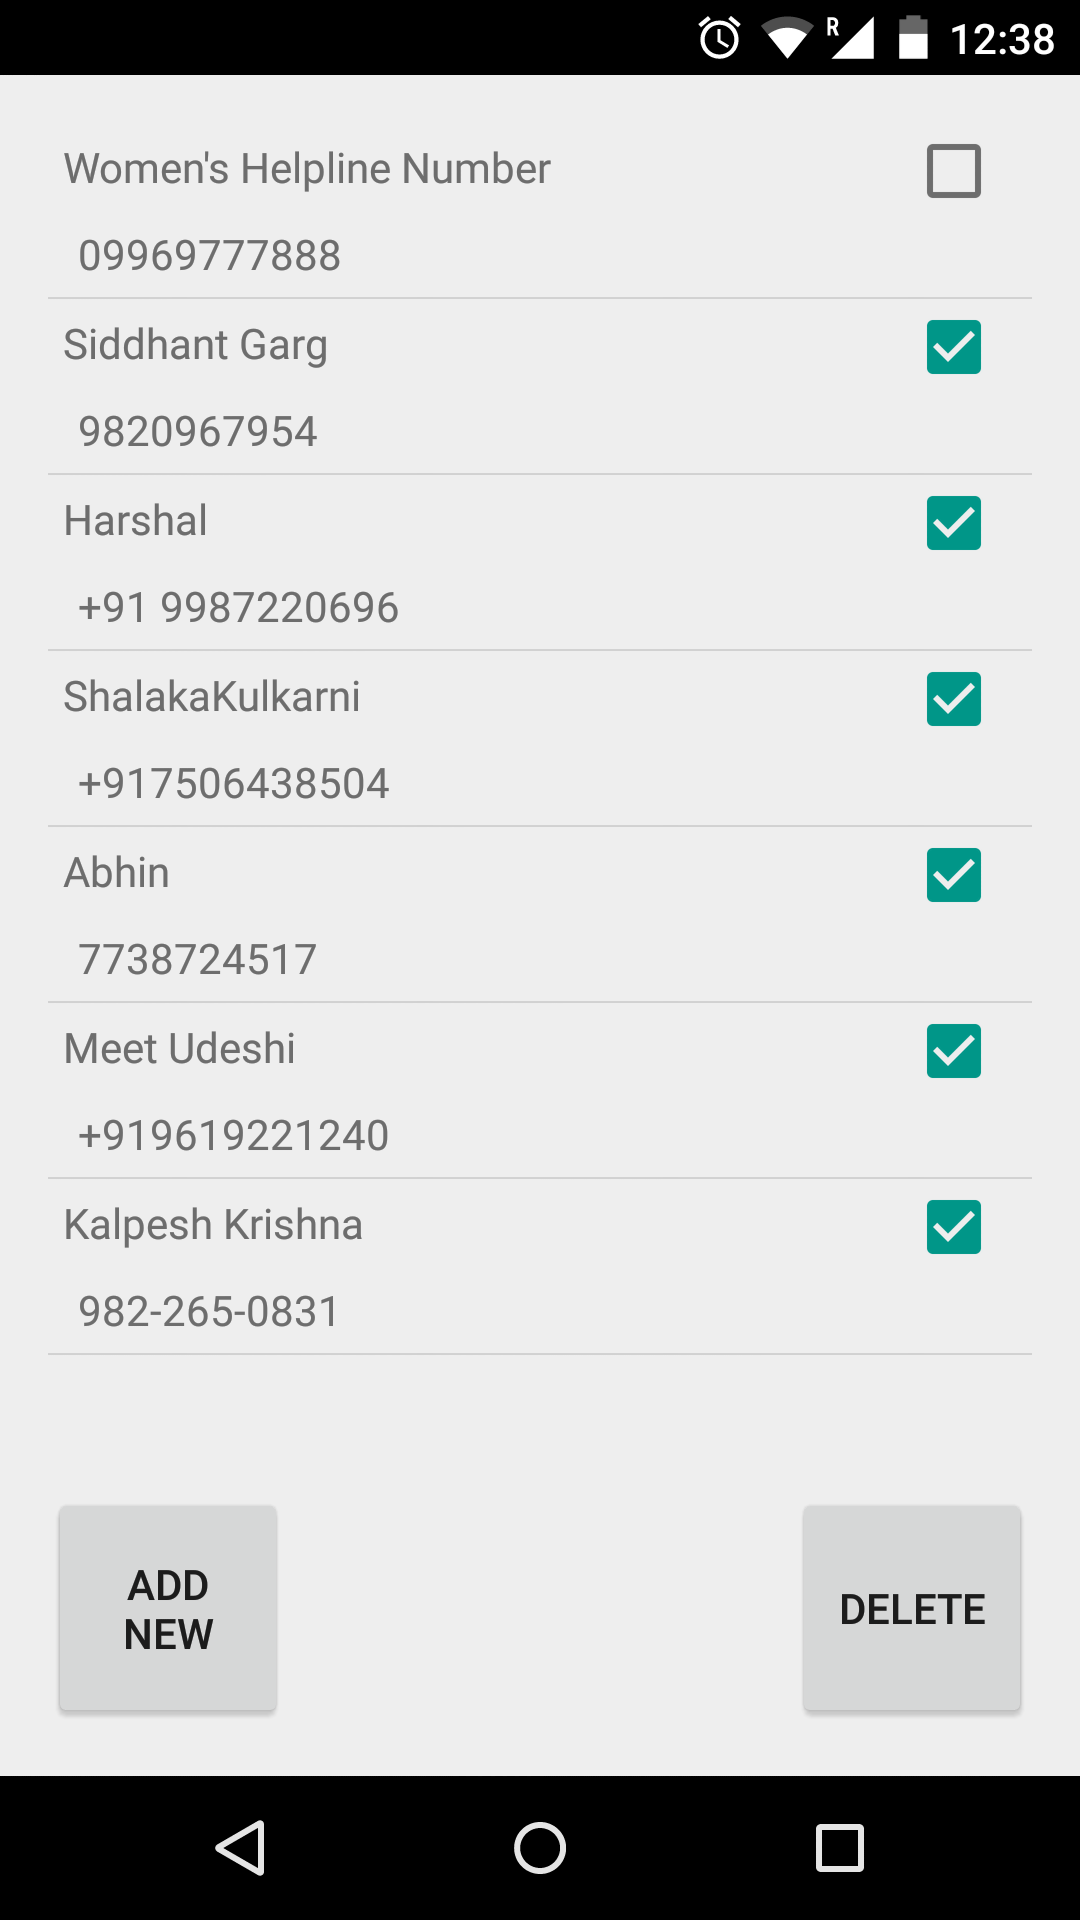 R 12:38
Women's Helpline Number
09969777888
Siddhant Garg
9820967954
Harshal
+91 9987220696
ShalakaKulkarni
+917506438504
Abhin
7738724517
Meet Udeshi
+919619221240
Kalpesh Krishna
982-265-0831
ADD
NEW
DELETE